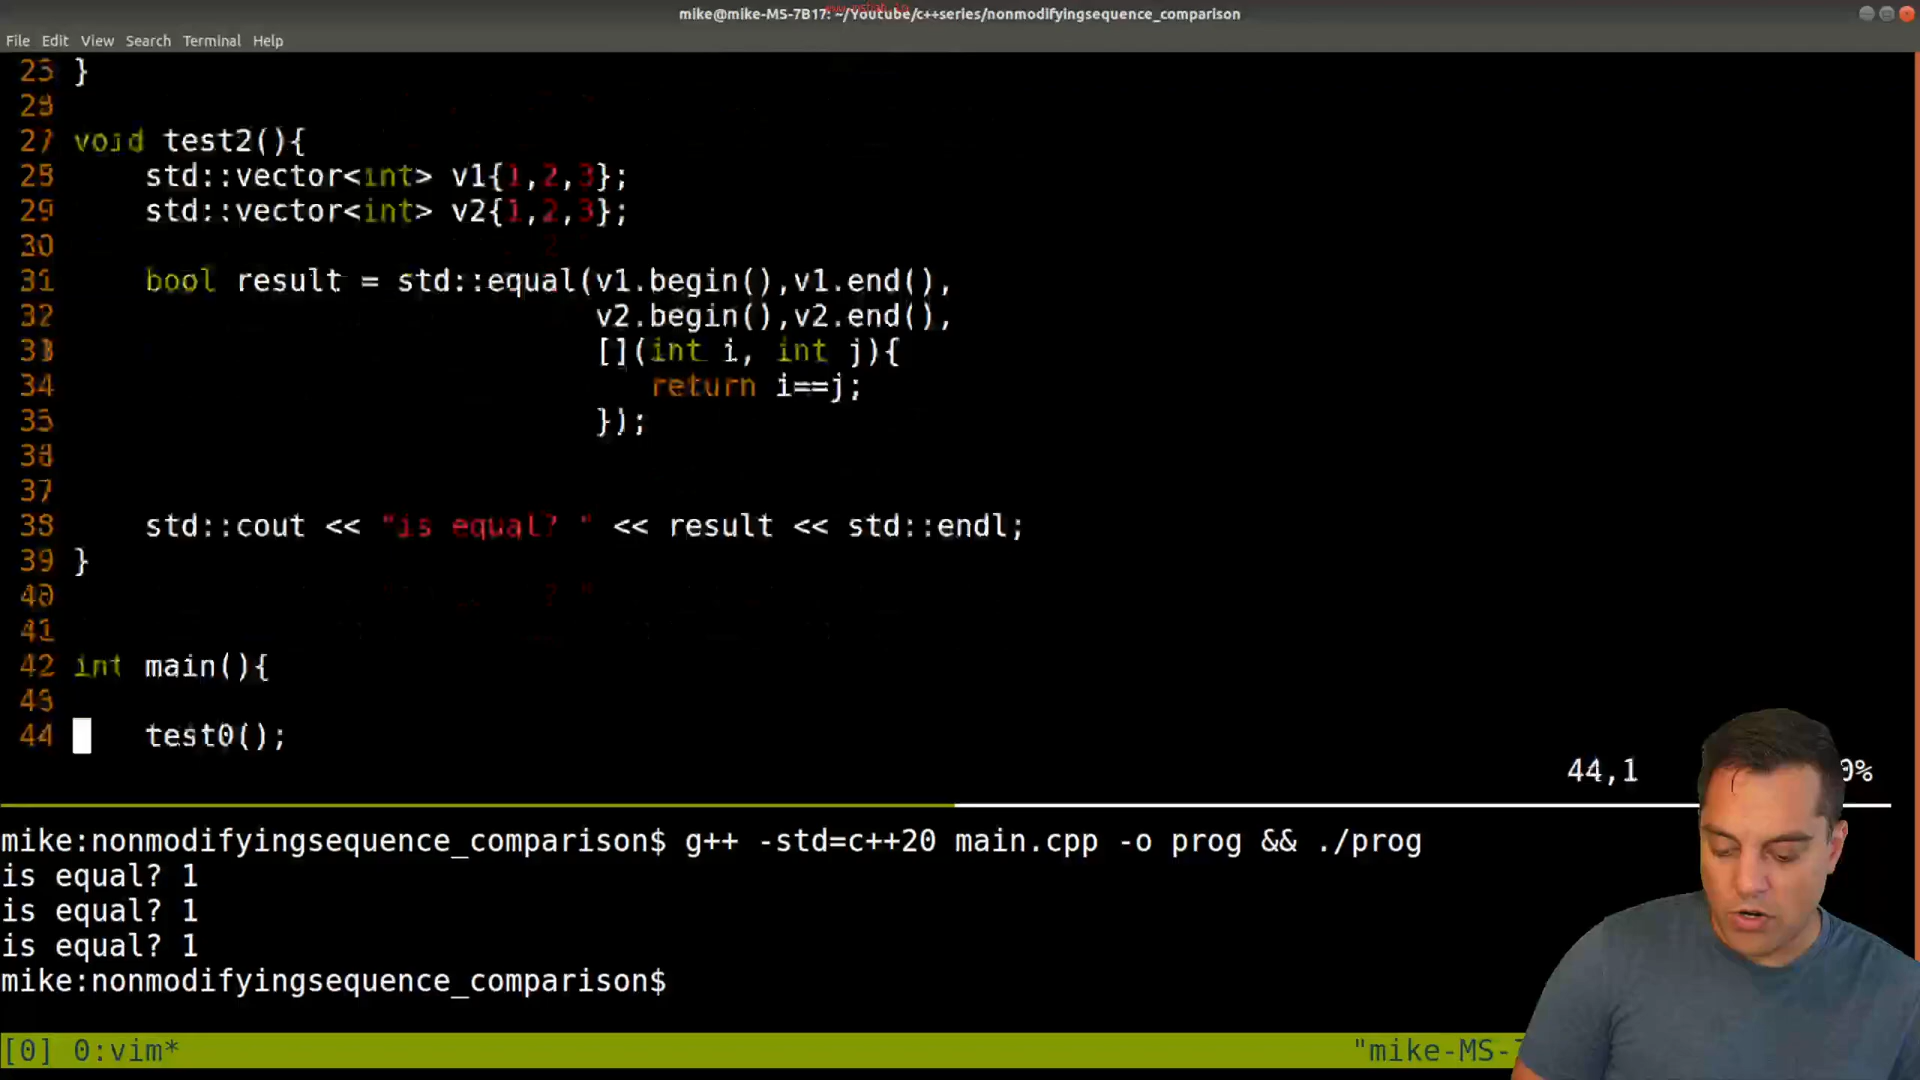 mike@mike-MS-7B17: ~/Youtube/c++series/nonmodifyingsequence_comparison
File Edit View Search Terminal Help
25 }
26
27 void test2(){
28 std::vector<int> v1{1,2,3};
29 std::vector<int> v2{1,2,3};
30
31 bool result = std::equal(v1.begin(),v1.end(),
32 v2.begin(),v2.end(),
33 [](int i, int j){
34 return i==j;
35 });
36
37
38 std::cout << "is equal? " << result << std::endl;
39 }
40
41
42 int main(){
43
44 test0();
44,1 0%
mike:nonmodifyingsequence_comparison$ g++ -std=c++20 main.cpp -o prog && ./prog
is equal? 1
is equal? 1
is equal? 1
mike:nonmodifyingsequence_comparison$
[0] 0:vim* "mike-MS-7